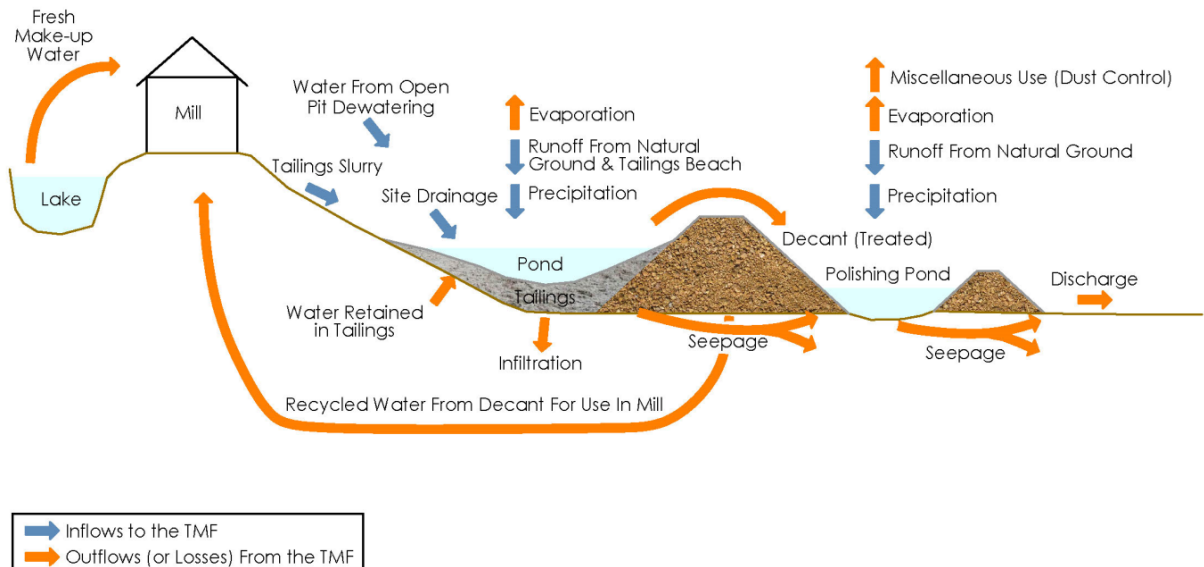 Fresh
Make-up
Water
Mill
Lake
Water From Open
Pit Dewatering
Tailings Slurry
Site Drainage
Evaporation
Runoff From Natural
Ground & Tailings Beach
Precipitation
Miscellaneous Use (Dust Control)
Evaporation
Runoff From Natural Ground
Precipitation
Decant (Treated)
Pond
Tailings
Polishing Pond
Discharge
Water Retained
in Tailings
Infiltration
Seepage
Seepage
Recycled Water From Decant For Use In Mill
Inflows to the TMF
Outflows (or Losses) From the TMF